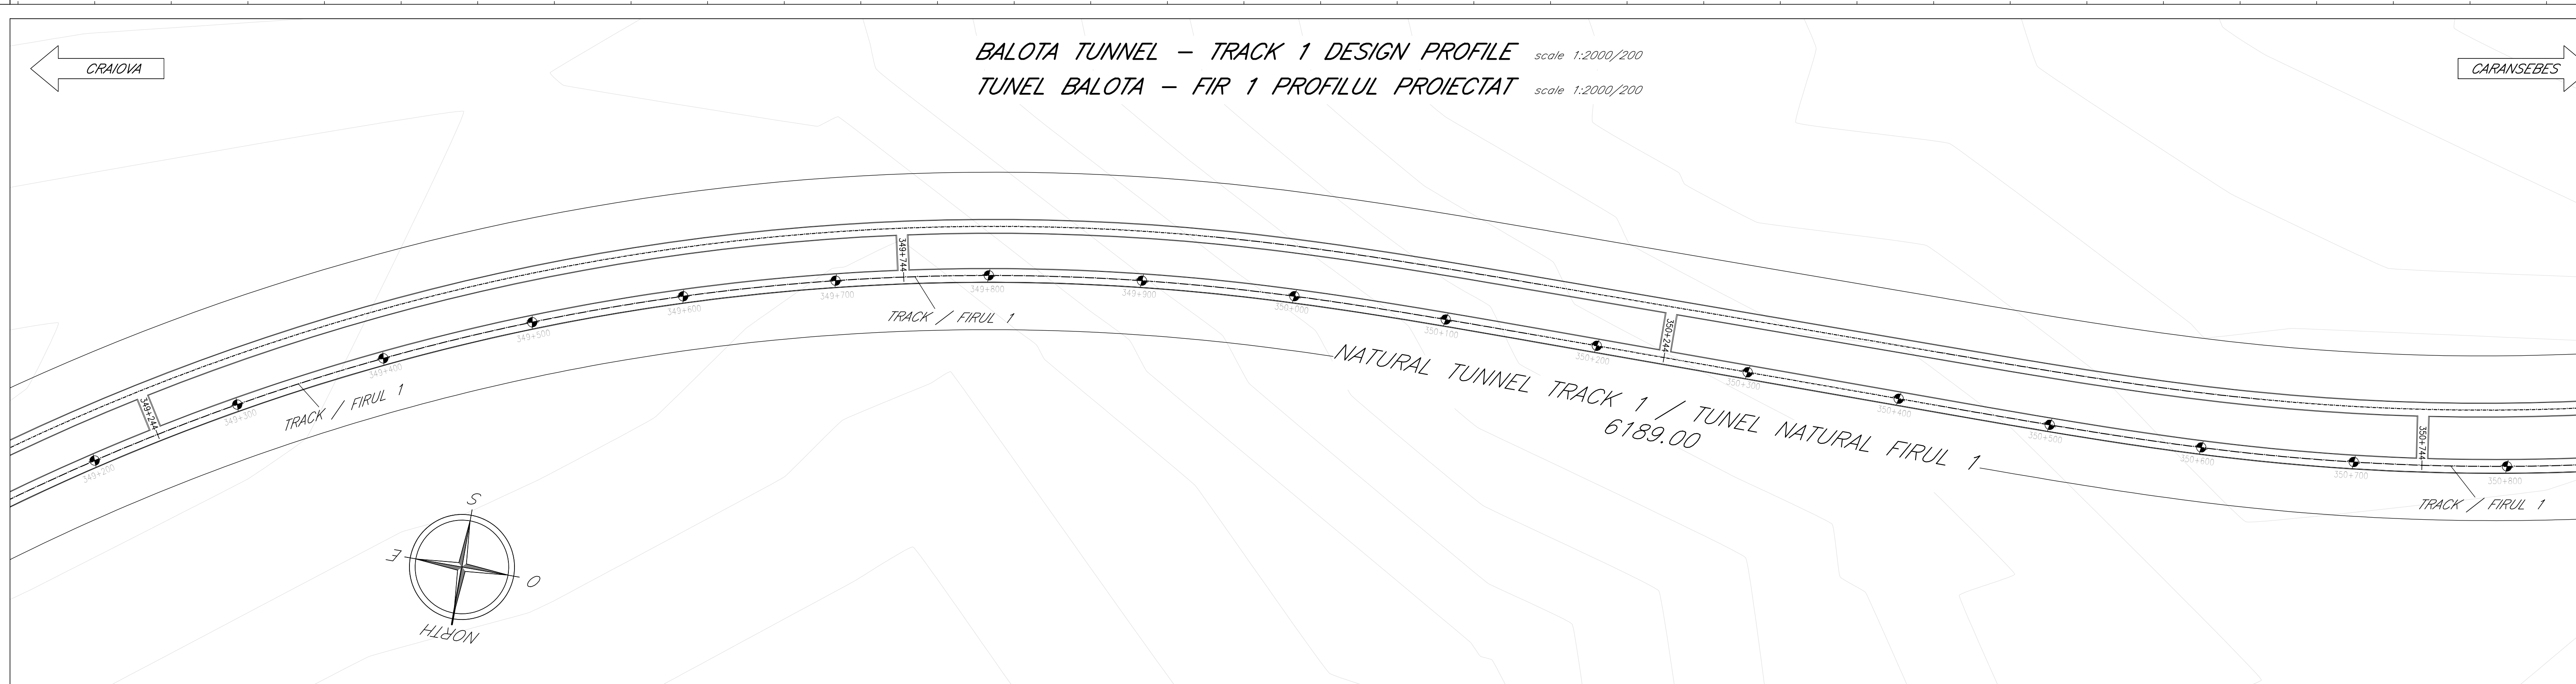 CRAIOVA
BALOTA TUNNEL – TRACK 1 DESIGN PROFILE scale 1:2000/200
TUNEL BALOTA – FIR 1 PROFILUL PROIECTAT scale 1:2000/200
CARANSEBES
349+200
349+244
349+300
TRACK / FIRUL 1
349+400
349+500
349+600
349+700
349+744
TRACK / FIRUL 1
349+800
349+900
350+000
350+100
350+200
350+244
350+300
350+400
350+500
350+600
350+700
350+744
350+800
TRACK / FIRUL 1
NATURAL TUNNEL TRACK 1 / TUNEL NATURAL FIRUL 1
6189.00
S
E
O
NORTH